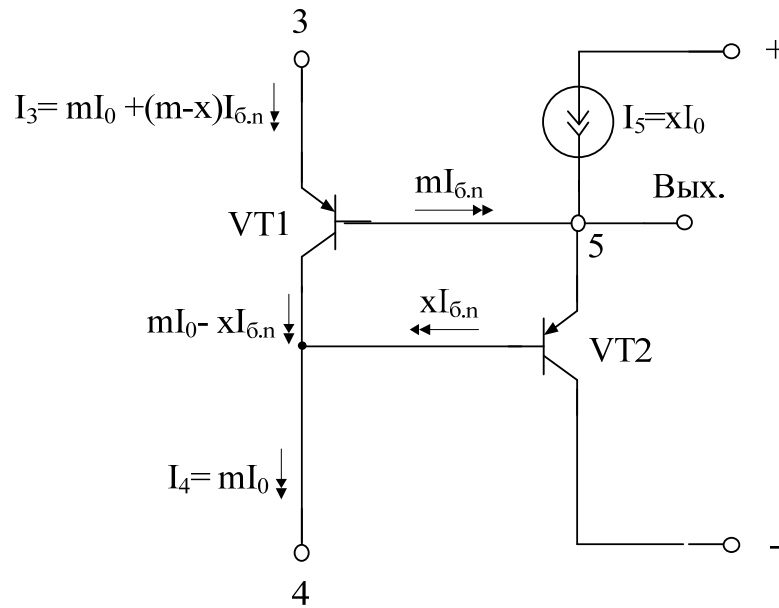 3
+
I₃= mI₀ +(m-x)Iб.п
I₅=xI₀
mIб.п
Вых.
VT1
5
mI₀- xIб.п
xIб.п
VT2
I₄= mI₀
4
-